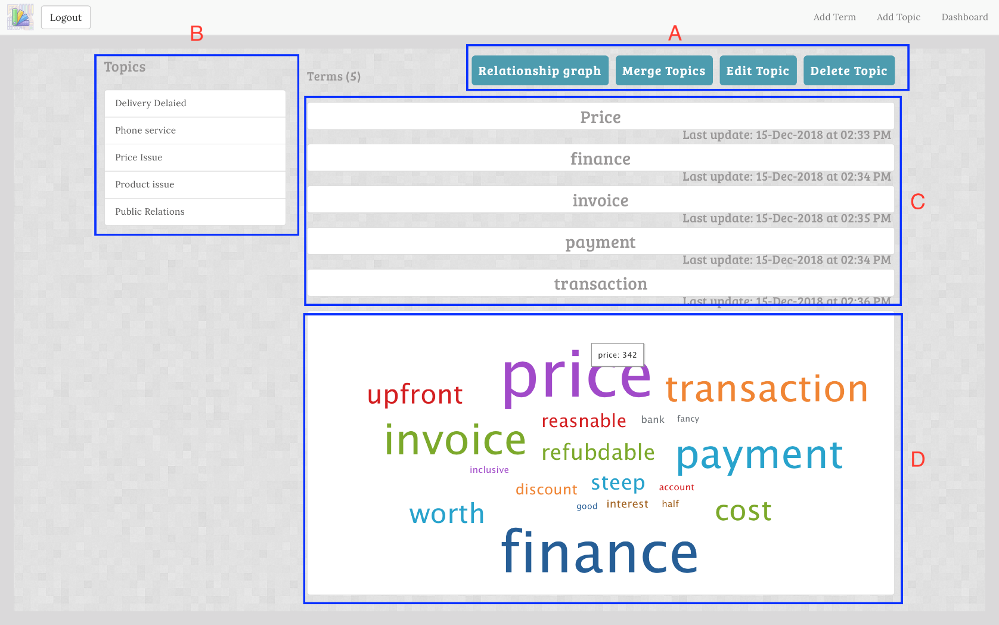 Logout
Add Term Add Topic Dashboard
B
A
Topics
Terms (5)
Relationship graph Merge Topics Edit Topic Delete Topic
Delivery Delaied
Phone service
Price Issue
Product issue
Public Relations
Price
Last update: 15-Dec-2018 at 02:33 PM
finance
Last update: 15-Dec-2018 at 02:34 PM
invoice
Last update: 15-Dec-2018 at 02:35 PM
payment
Last update: 15-Dec-2018 at 02:34 PM
transaction
Last update: 15-Dec-2018 at 02:36 PM
C
price: 342
price
upfront
transaction
reasnable bank fancy
invoice
refubdable
payment
inclusive
discount
steep
account
good interest half
worth
cost
finance
D